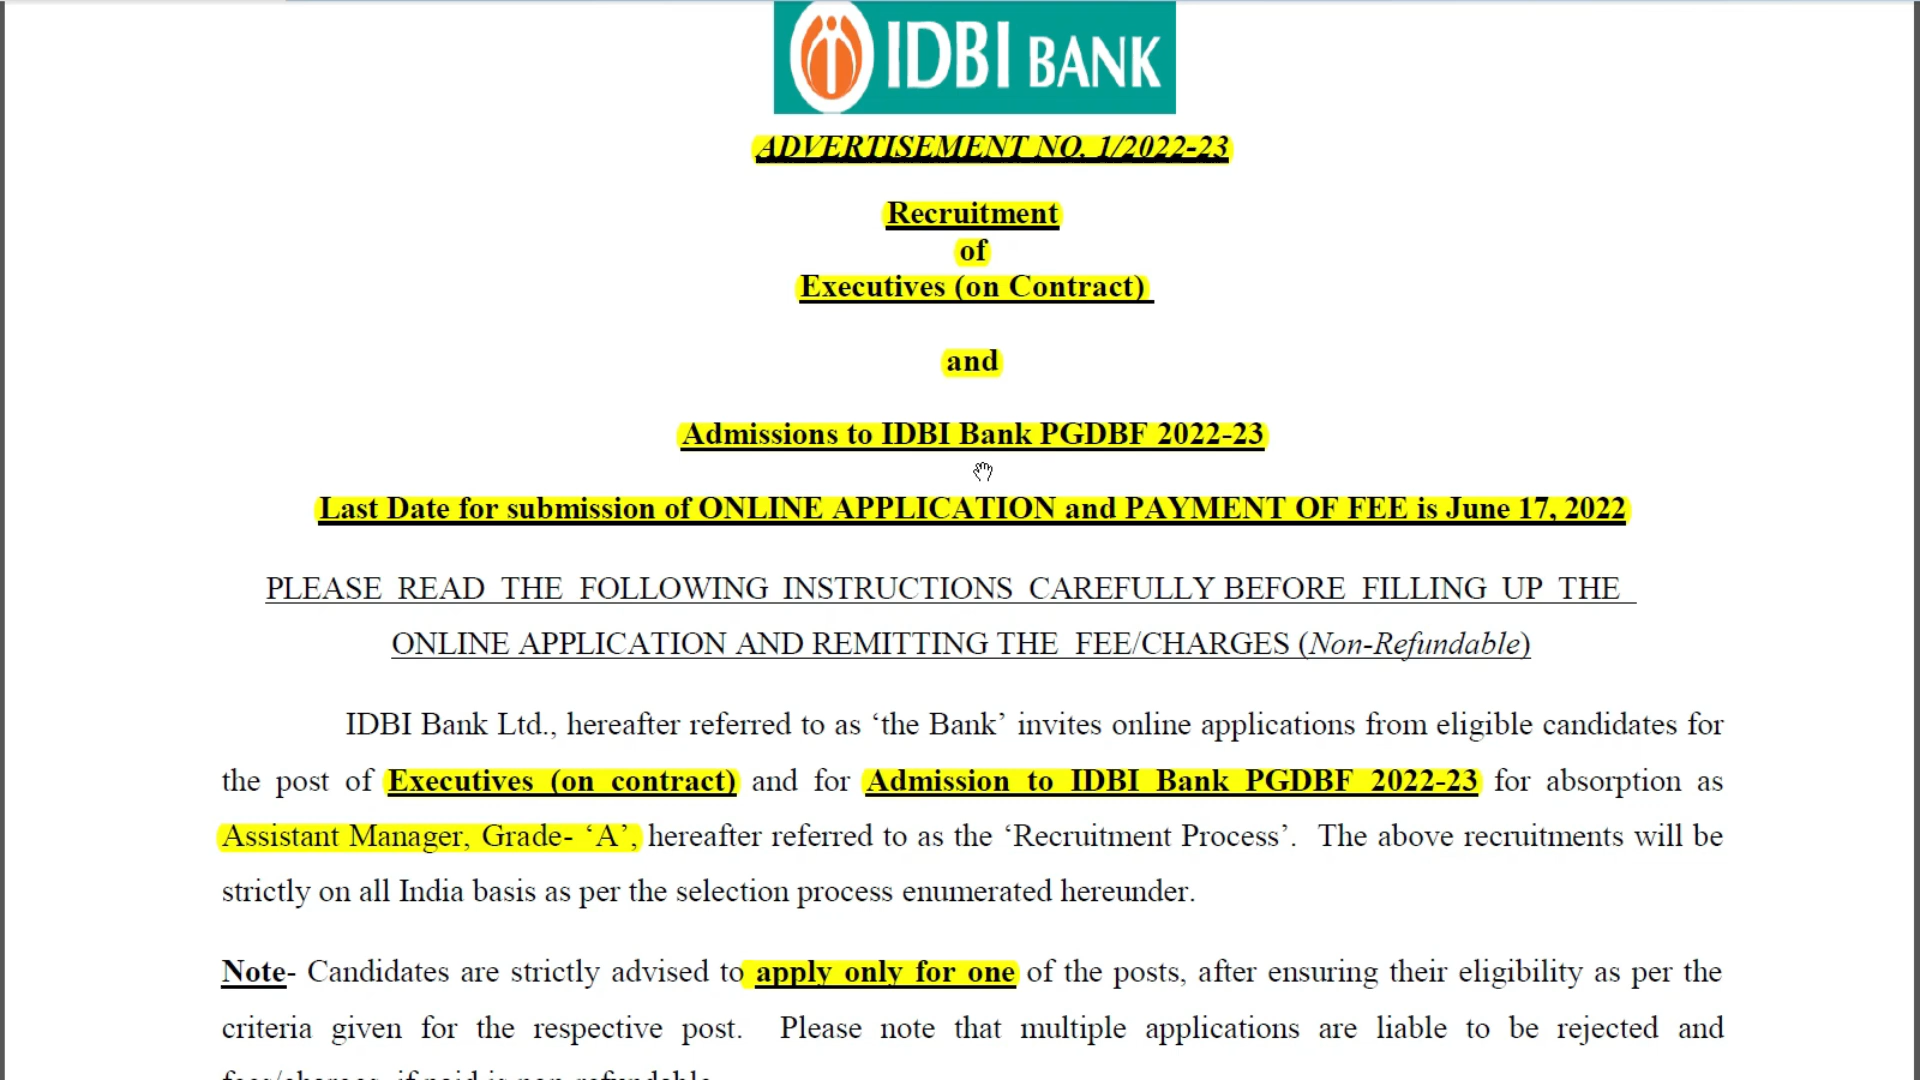 IDBI BANK
ADVERTISEMENT NO. 1/2022-23
Recruitment
of
Executives (on Contract)
and
Admissions to IDBI Bank PGDBF 2022-23
Last Date for submission of ONLINE APPLICATION and PAYMENT OF FEE is June 17, 2022
PLEASE READ THE FOLLOWING INSTRUCTIONS CAREFULLY BEFORE FILLING UP THE
ONLINE APPLICATION AND REMITTING THE FEE/CHARGES (Non-Refundable)
IDBI Bank Ltd., hereafter referred to as ‘the Bank’ invites online applications from eligible candidates for
the post of Executives (on contract) and for Admission to IDBI Bank PGDBF 2022-23 for absorption as
Assistant Manager, Grade- ‘A’, hereafter referred to as the ‘Recruitment Process’. The above recruitments will be
strictly on all India basis as per the selection process enumerated hereunder.
Note- Candidates are strictly advised to apply only for one of the posts, after ensuring their eligibility as per the
criteria given for the respective post. Please note that multiple applications are liable to be rejected and
fees/charges, if paid is non-refundable